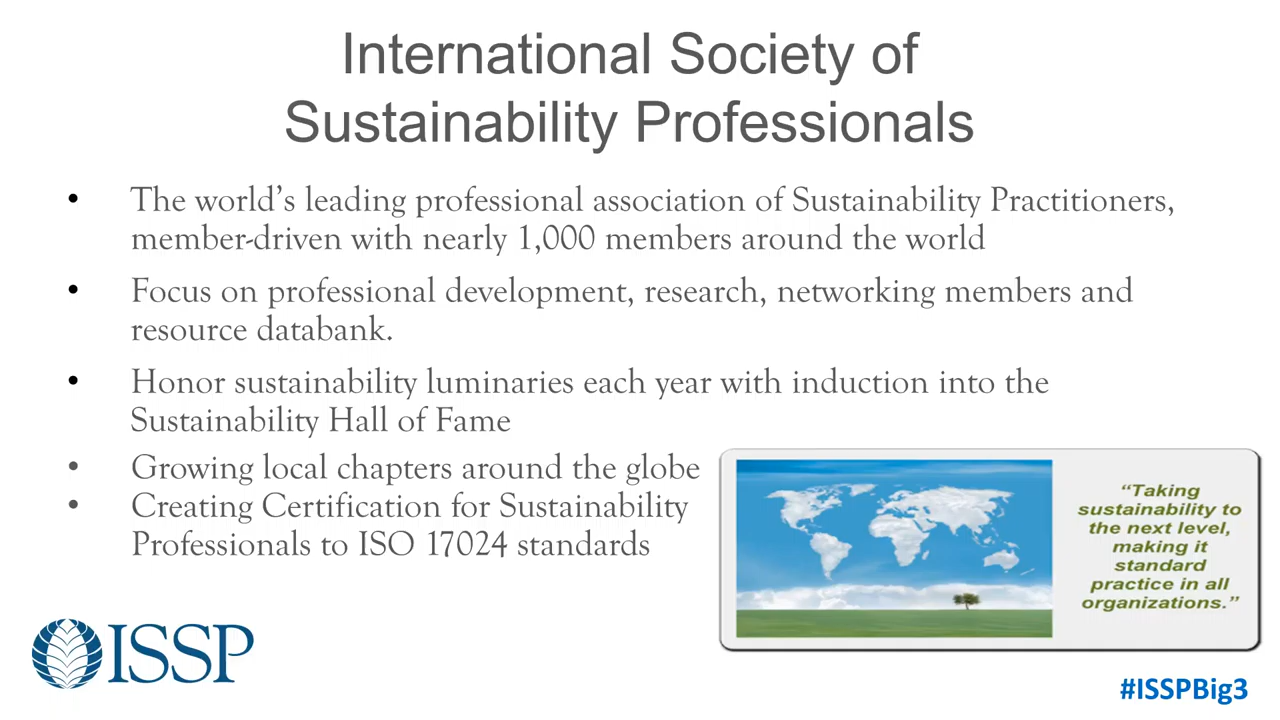 International Society of
Sustainability Professionals
• The world’s leading professional association of Sustainability Practitioners,
member-driven with nearly 1,000 members around the world
• Focus on professional development, research, networking members and
resource databank.
• Honor sustainability luminaries each year with induction into the
Sustainability Hall of Fame
• Growing local chapters around the globe
• Creating Certification for Sustainability
Professionals to ISO 17024 standards
“Taking
sustainability to
the next level,
making it
standard
practice in all
organizations.”
ISSP
#ISSPBig3